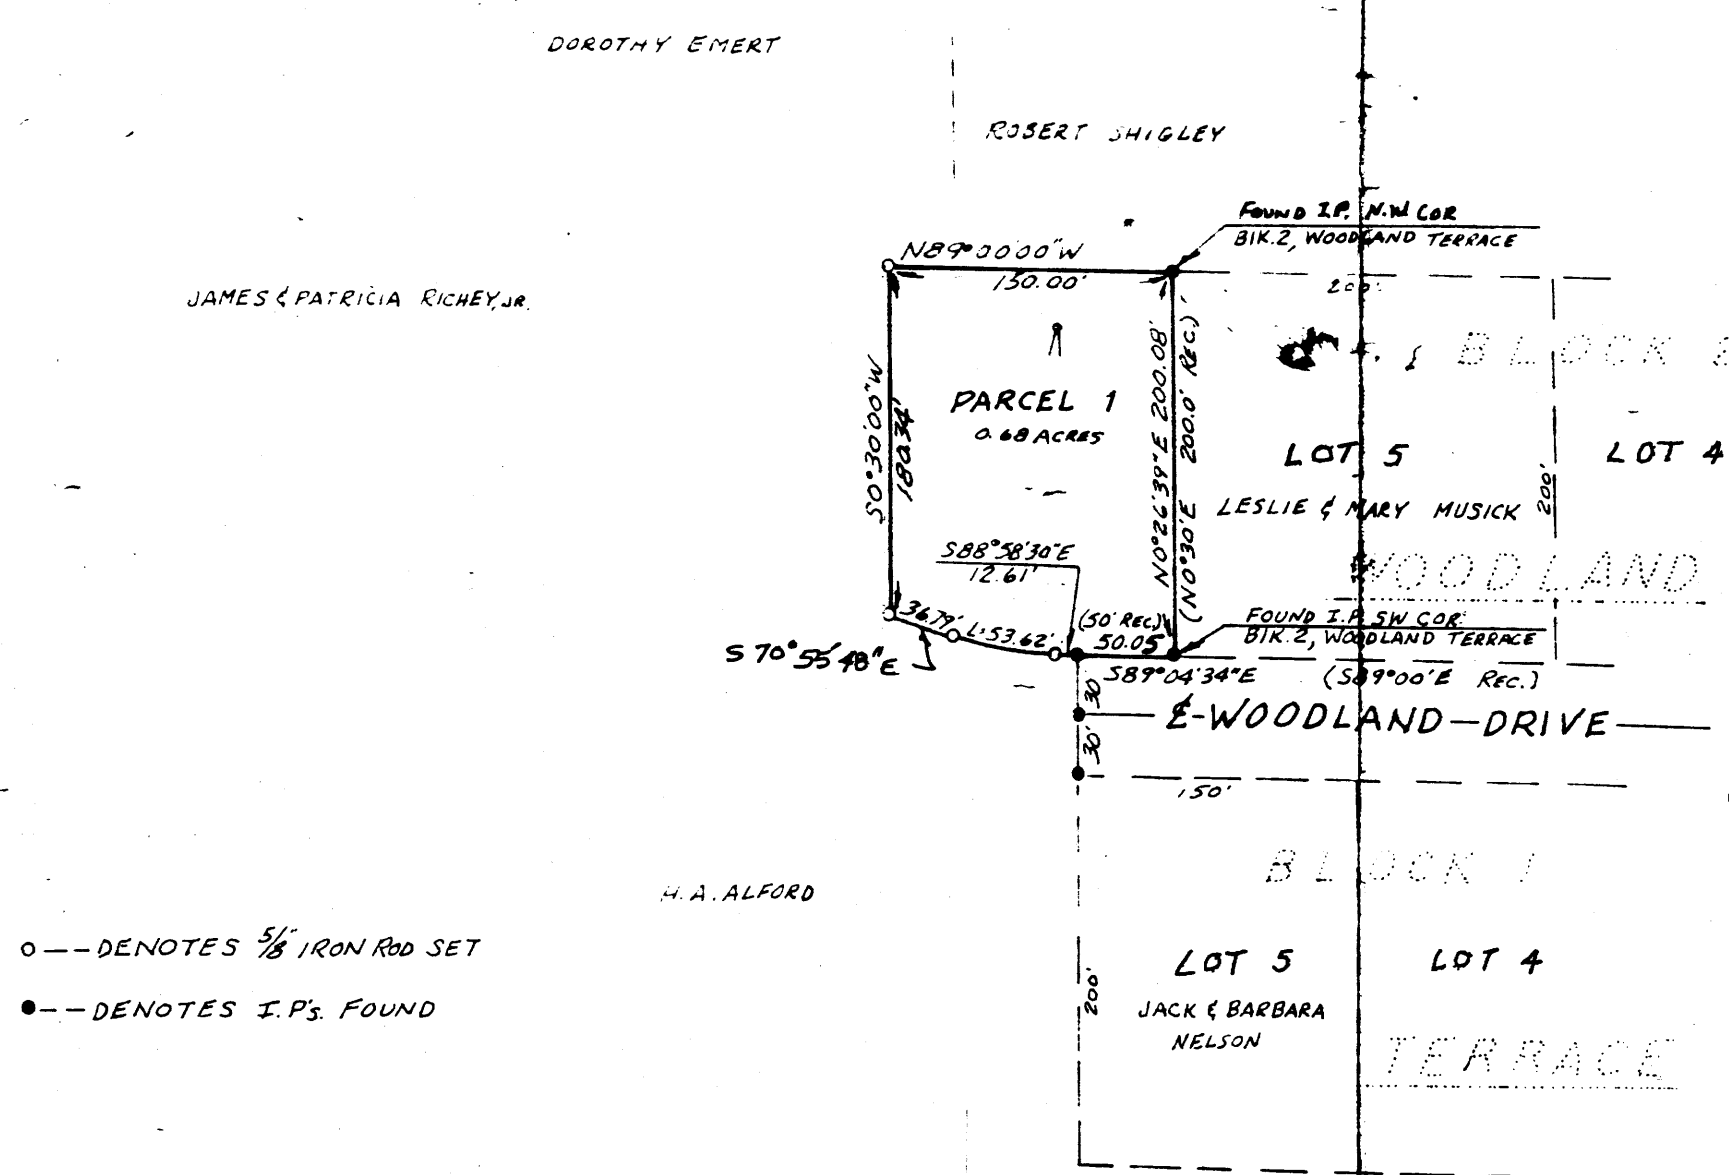 DOROTHY EMERT
ROBERT SHIGLEY
FOUND I.P. N.W COR
BLK.2, WOODLAND TERRACE
N89°00'00"W
150.00'
200'
JAMES & PATRICIA RICHEY, JR.
BLOCK
S0°30'00"W
180.34'
N0°26'39"E 200.08'
(N0°30'E 200.0' REC.)
PARCEL 1
0.68 ACRES
LOT 5
LOT 4
LESLIE & MARY MUSICK
200'
S88°58'30"E
12.61'
WOODLAND
36.79'
L=53.62'
(50' REC.)
50.05
FOUND I.P. SW COR.
BLK.2, WOODLAND TERRACE
S 70°55'48"E
S89°04'34"E
(S89°00'E REC.)
30
℄-WOODLAND-DRIVE
30'
150'
BLOCK 1
H.A. ALFORD
o--DENOTES 5/8" IRON ROD SET
●--DENOTES I.P's. FOUND
LOT 5
LOT 4
200'
JACK & BARBARA
NELSON
TERRACE